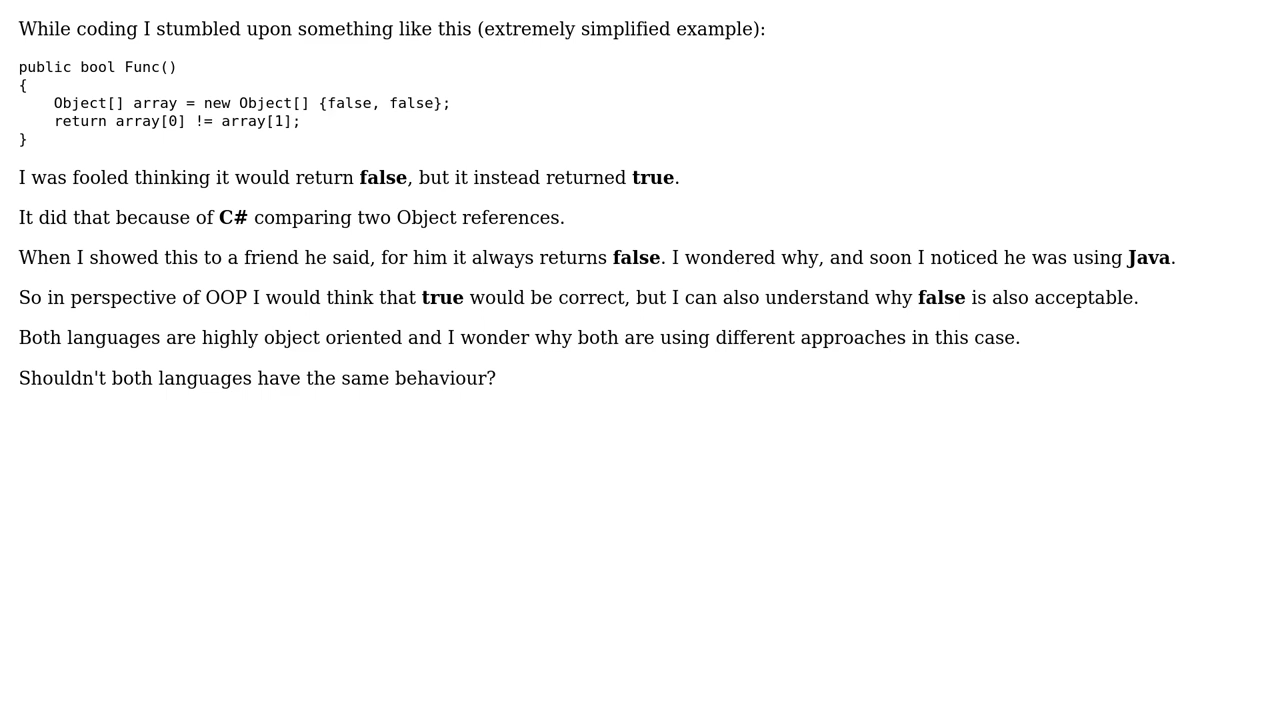 While coding I stumbled upon something like this (extremely simplified example):
public bool Func()
{
    Object[] array = new Object[] {false, false};
    return array[0] != array[1];
}
I was fooled thinking it would return false, but it instead returned true.
It did that because of C# comparing two Object references.
When I showed this to a friend he said, for him it always returns false. I wondered why, and soon I noticed he was using Java.
So in perspective of OOP I would think that true would be correct, but I can also understand why false is also acceptable.
Both languages are highly object oriented and I wonder why both are using different approaches in this case.
Shouldn't both languages have the same behaviour?